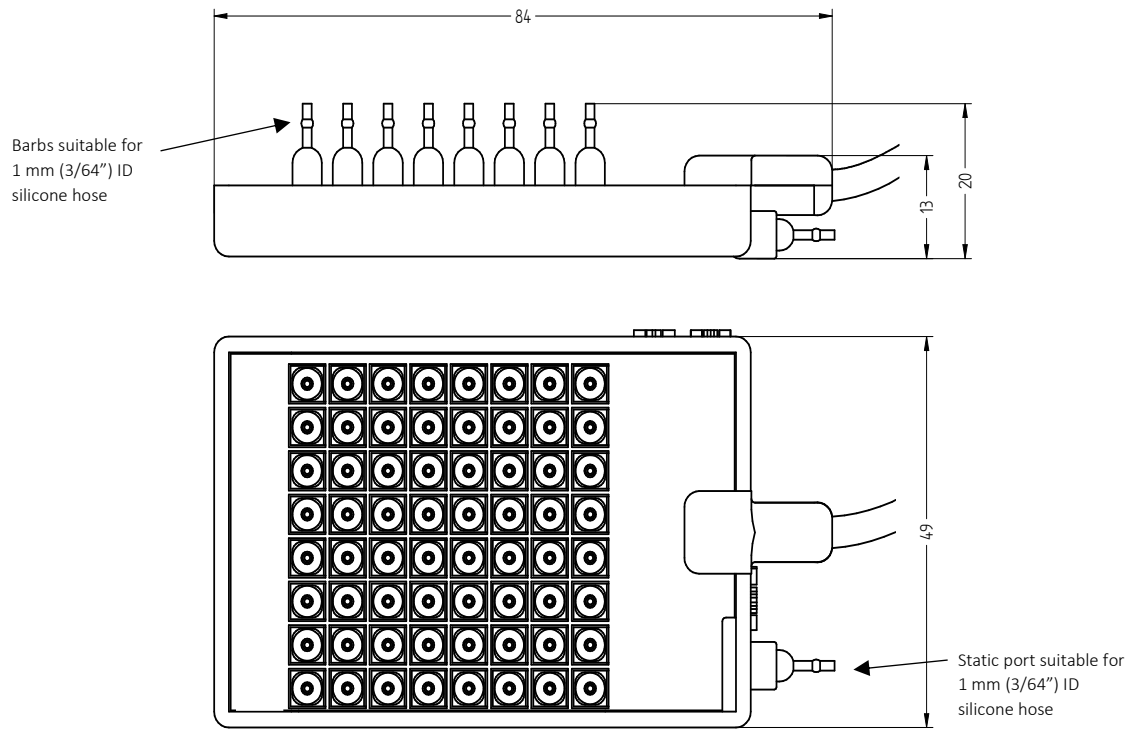 84
Barbs suitable for
1 mm (3/64”) ID
silicone hose
13
20
49
Static port suitable for
1 mm (3/64”) ID
silicone hose